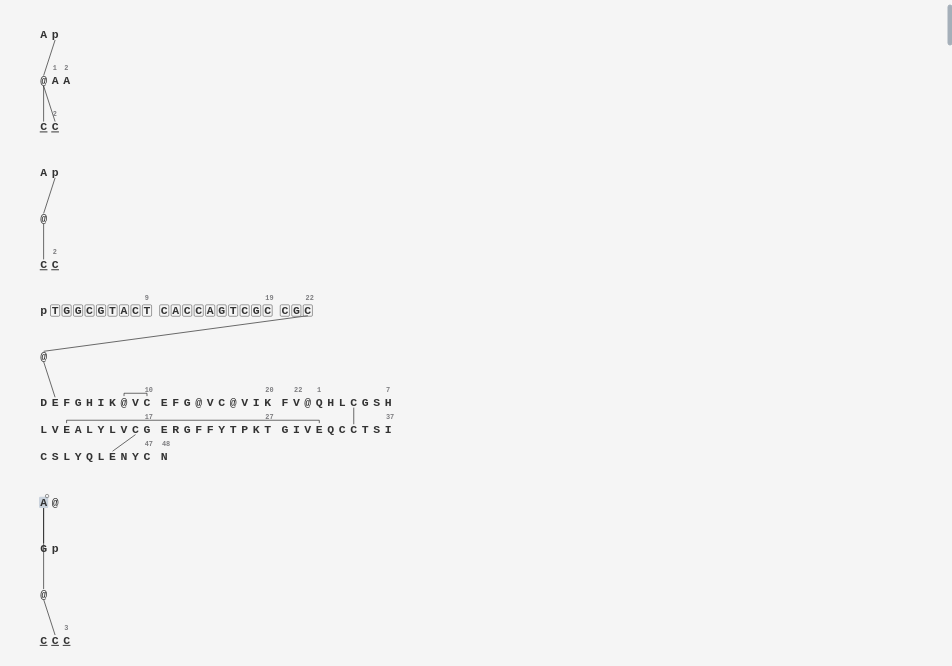 A p
1 2
@ A A
2
C C
A p
@
2
C C
9 19 22
p T G G C G T A C T C A C C A G T C G C C G C
@
10 20 22 1 7
D E F G H I K @ V C E F G @ V C @ V I K F V @ Q H L C G S H
17 27 37
L V E A L Y L V C G E R G F F Y T P K T G I V E Q C C T S I
47 48
C S L Y Q L E N Y C N
A @
G p
@
3
C C C